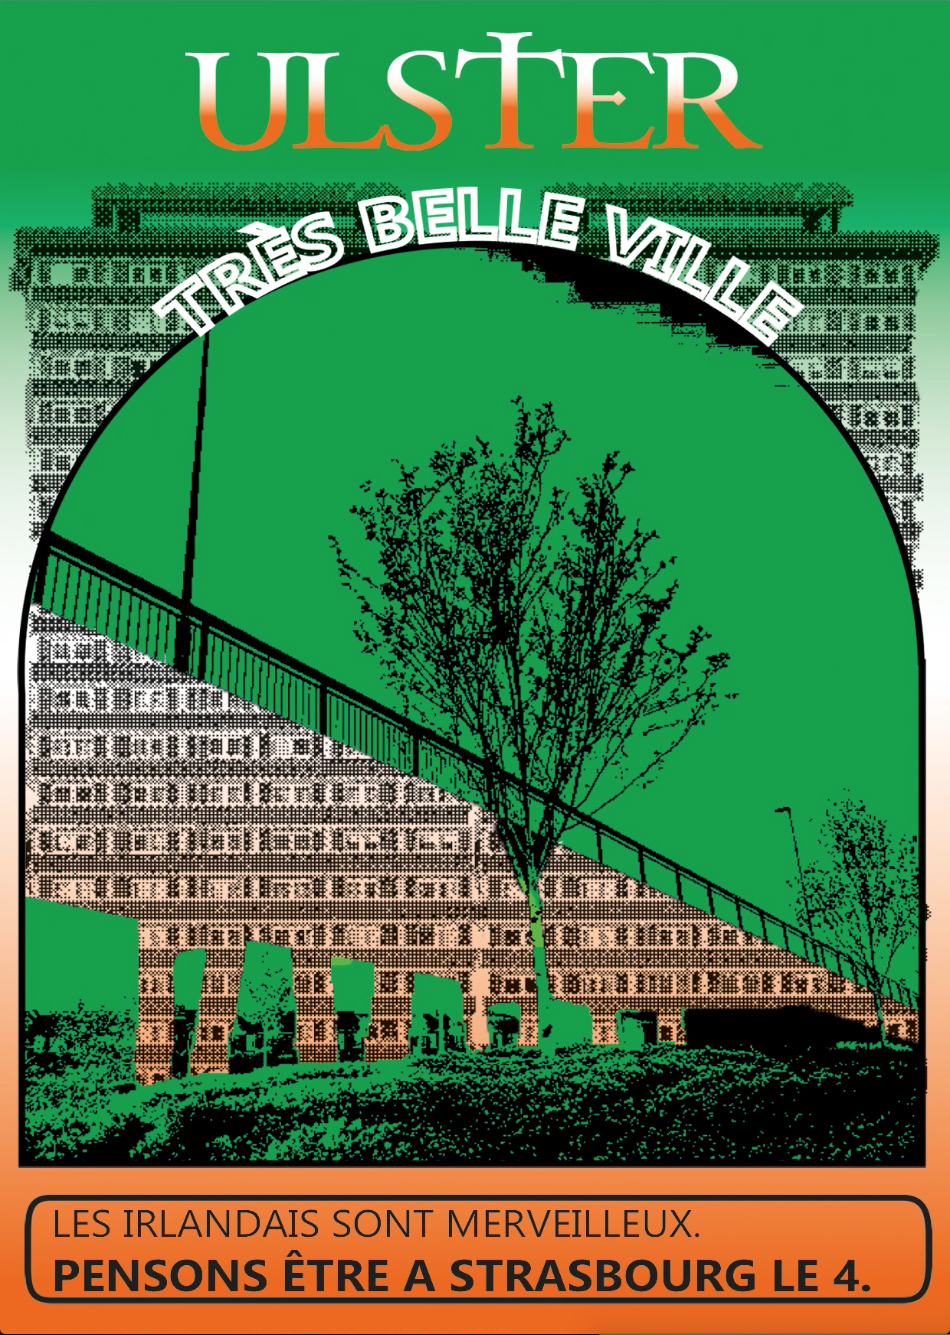 ULSTER
TRÈS BELLE VILLE
LES IRLANDAIS SONT MERVEILLEUX.
PENSONS ÊTRE A STRASBOURG LE 4.